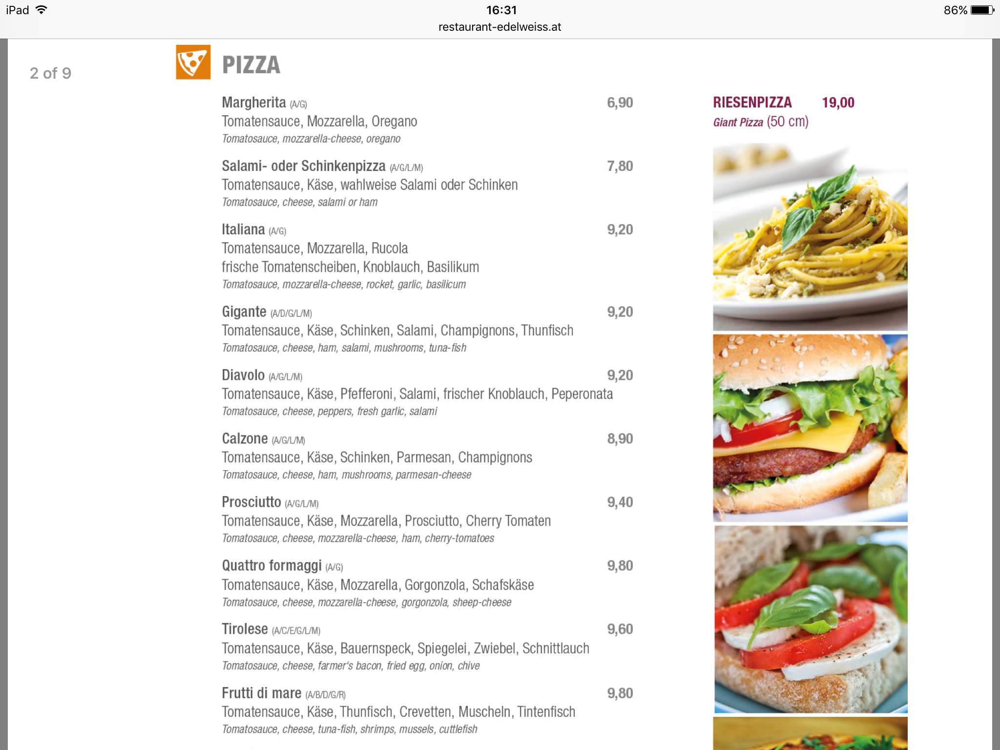 iPad
16:31
86%
restaurant-edelweiss.at
2 of 9
PIZZA
Margherita (A/G) 6,90
Tomatensauce, Mozzarella, Oregano
Tomatosauce, mozzarella-cheese, oregano
Salami- oder Schinkenpizza (A/G/L/M) 7,80
Tomatensauce, Käse, wahlweise Salami oder Schinken
Tomatosauce, cheese, salami or ham
Italiana (A/G) 9,20
Tomatensauce, Mozzarella, Rucola
frische Tomatenscheiben, Knoblauch, Basilikum
Tomatosauce, mozzarella-cheese, rocket, garlic, basilicum
Gigante (A/D/G/L/M) 9,20
Tomatensauce, Käse, Schinken, Salami, Champignons, Thunfisch
Tomatosauce, cheese, ham, salami, mushrooms, tuna-fish
Diavolo (A/G/L/M) 9,20
Tomatensauce, Käse, Pfefferoni, Salami, frischer Knoblauch, Peperonata
Tomatosauce, cheese, peppers, fresh garlic, salami
Calzone (A/G/L/M) 8,90
Tomatensauce, Käse, Schinken, Parmesan, Champignons
Tomatosauce, cheese, ham, mushrooms, parmesan-cheese
Prosciutto (A/G/L/M) 9,40
Tomatensauce, Käse, Mozzarella, Prosciutto, Cherry Tomaten
Tomatosauce, cheese, mozzarella-cheese, ham, cherry-tomatoes
Quattro formaggi (A/G) 9,80
Tomatensauce, Käse, Mozzarella, Gorgonzola, Schafskäse
Tomatosauce, cheese, mozzarella-cheese, gorgonzola, sheep-cheese
Tirolese (A/C/E/G/L/M) 9,60
Tomatensauce, Käse, Bauernspeck, Spiegelei, Zwiebel, Schnittlauch
Tomatosauce, cheese, farmer's bacon, fried egg, onion, chive
Frutti di mare (A/B/D/G/R) 9,80
Tomatensauce, Käse, Thunfisch, Crevetten, Muscheln, Tintenfisch
Tomatosauce, cheese, tuna-fish, shrimps, mussels, cuttlefish
RIESENPIZZA 19,00
Giant Pizza (50 cm)